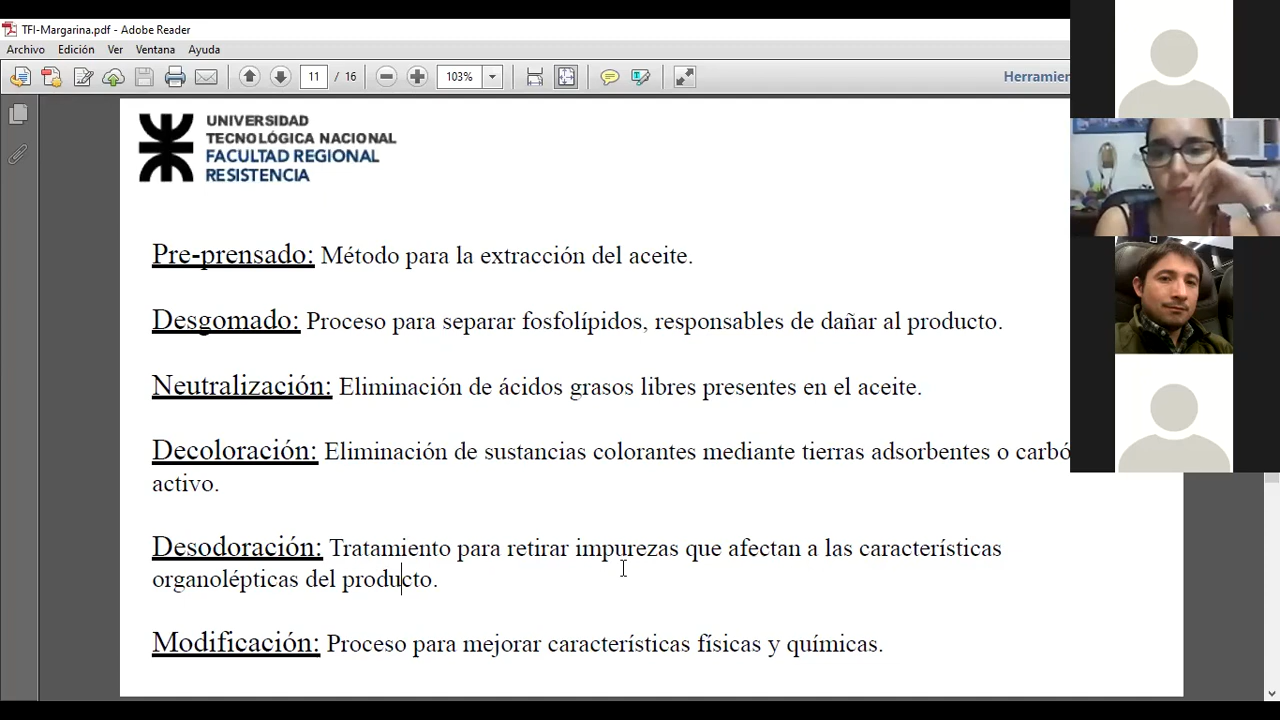 TFI-Margarina.pdf - Adobe Reader
Archivo Edición Ver Ventana Ayuda
11 / 16 103% Herramien
UNIVERSIDAD
TECNOLÓGICA NACIONAL
FACULTAD REGIONAL
RESISTENCIA
Pre-prensado: Método para la extracción del aceite.
Desgomado: Proceso para separar fosfolípidos, responsables de dañar al producto.
Neutralización: Eliminación de ácidos grasos libres presentes en el aceite.
Decoloración: Eliminación de sustancias colorantes mediante tierras adsorbentes o carbó
activo.
Desodoración: Tratamiento para retirar impurezas que afectan a las características
organolépticas del producto.
Modificación: Proceso para mejorar características físicas y químicas.